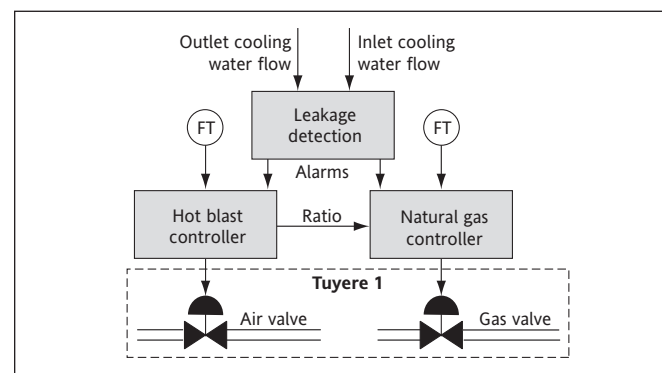 Outlet cooling
water flow
Inlet cooling
water flow
FT
Leakage
detection
FT
Alarms
Hot blast
controller
Ratio
Natural gas
controller
Tuyere 1
Air valve
Gas valve